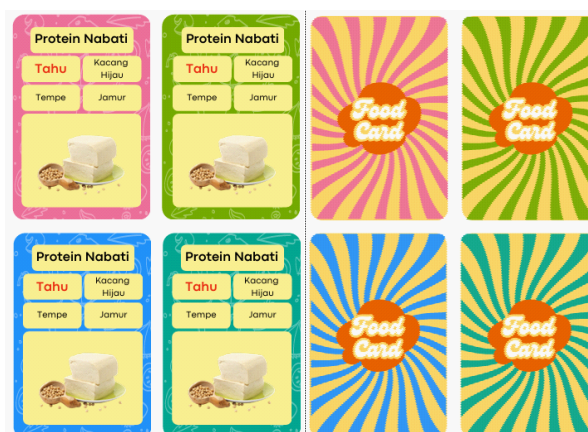 Protein Nabati
Tahu
Kacang
Hijau
Tempe
Jamur
Protein Nabati
Tahu
Kacang
Hijau
Tempe
Jamur
Food
Card
Food
Card
Protein Nabati
Tahu
Kacang
Hijau
Tempe
Jamur
Protein Nabati
Tahu
Kacang
Hijau
Tempe
Jamur
Food
Card
Food
Card